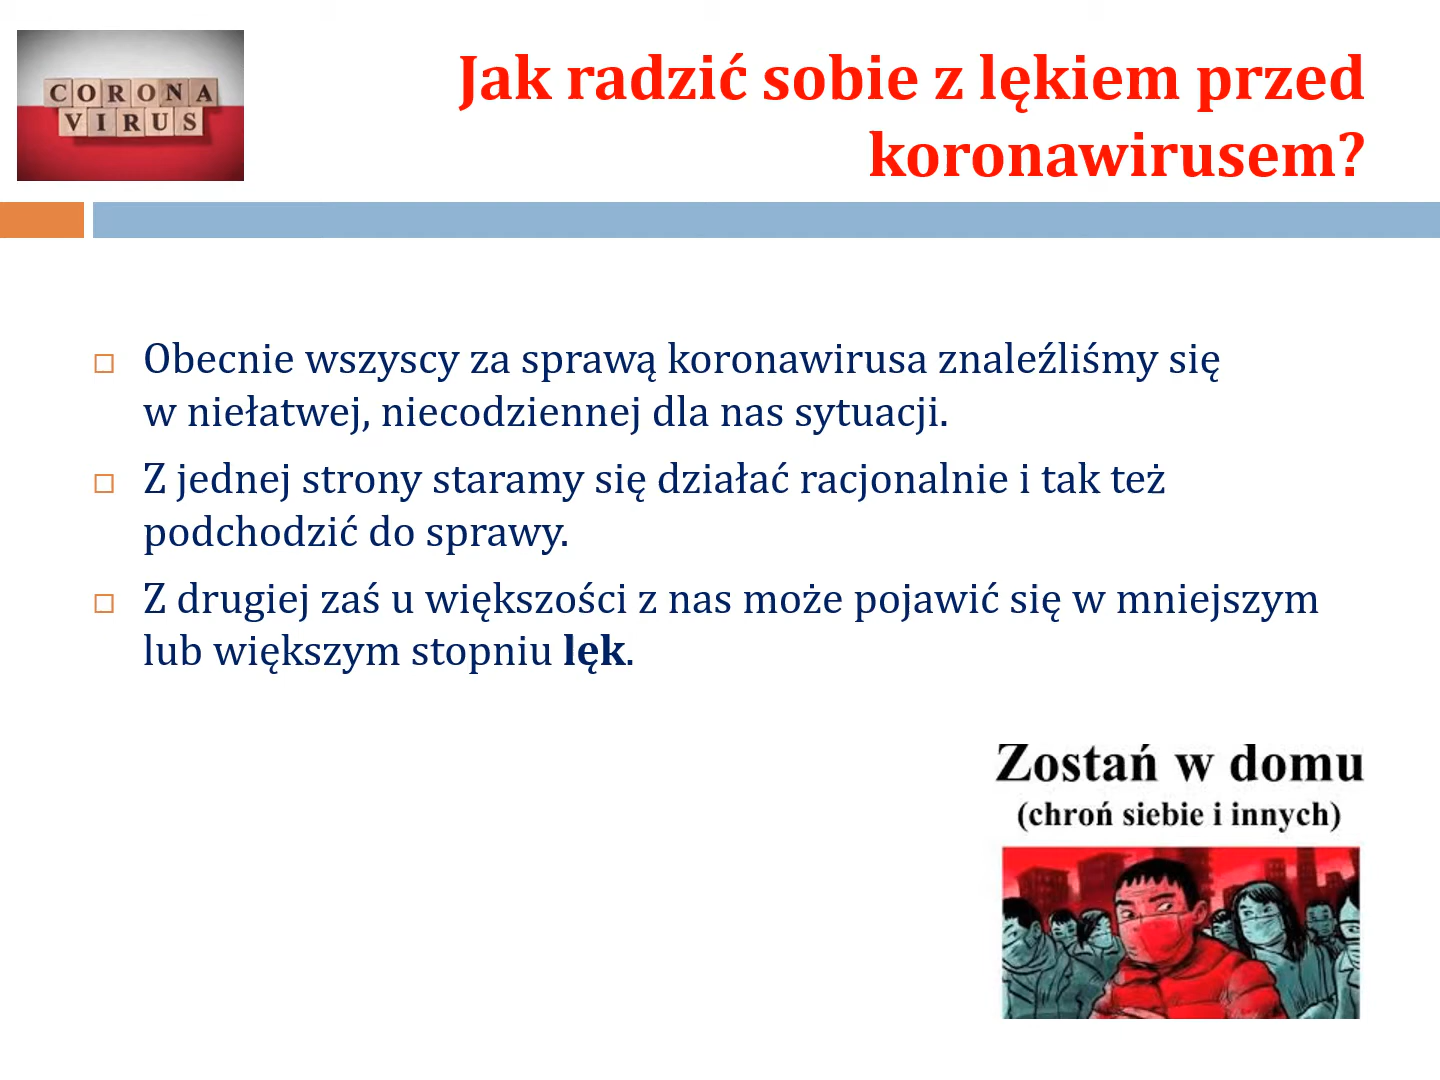 CORONA
VIRUS
Jak radzić sobie z lękiem przed
koronawirusem?
Obecnie wszyscy za sprawą koronawirusa znaleźliśmy się
w niełatwej, niecodziennej dla nas sytuacji.
Z jednej strony staramy się działać racjonalnie i tak też
podchodzić do sprawy.
Z drugiej zaś u większości z nas może pojawić się w mniejszym
lub większym stopniu lęk.
Zostań w domu
(chroń siebie i innych)